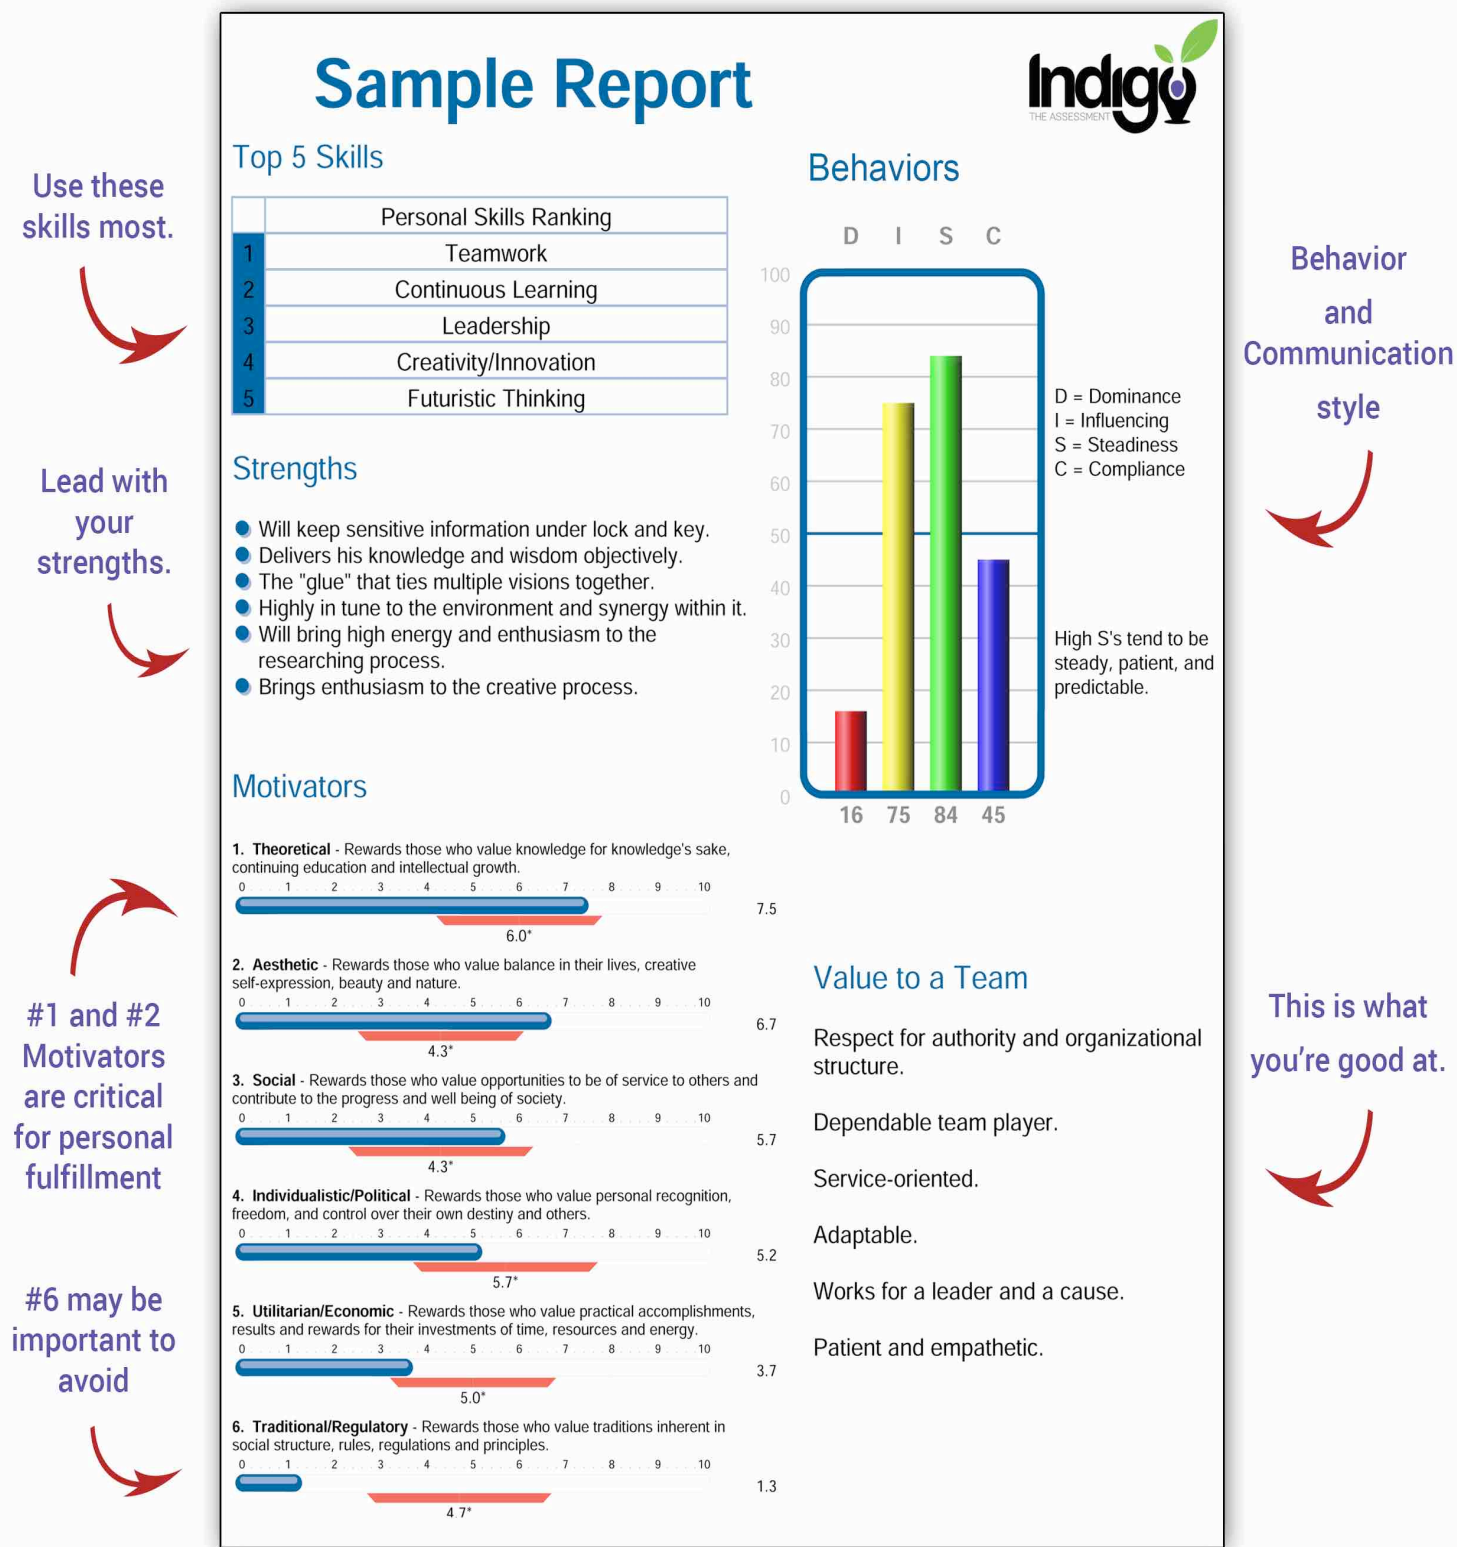 Sample Report
Indigo
THE ASSESSMENT
Use these
skills most.
Top 5 Skills
Personal Skills Ranking
1 Teamwork
2 Continuous Learning
3 Leadership
4 Creativity/Innovation
5 Futuristic Thinking
Lead with
your
strengths.
Strengths
Will keep sensitive information under lock and key.
Delivers his knowledge and wisdom objectively.
The "glue" that ties multiple visions together.
Highly in tune to the environment and synergy within it.
Will bring high energy and enthusiasm to the
researching process.
Brings enthusiasm to the creative process.
Behaviors
D I S C
100
90
80
70
60
50
40
30
20
10
0
16 75 84 45
D = Dominance
I = Influencing
S = Steadiness
C = Compliance
High S's tend to be
steady, patient, and
predictable.
Behavior
and
Communication
style
Motivators
1. Theoretical - Rewards those who value knowledge for knowledge's sake,
continuing education and intellectual growth.
0 1 2 3 4 5 6 7 8 9 10
7.5
6.0*
2. Aesthetic - Rewards those who value balance in their lives, creative
self-expression, beauty and nature.
0 1 2 3 4 5 6 7 8 9 10
6.7
4.3*
3. Social - Rewards those who value opportunities to be of service to others and
contribute to the progress and well being of society.
0 1 2 3 4 5 6 7 8 9 10
5.7
4.3*
4. Individualistic/Political - Rewards those who value personal recognition,
freedom, and control over their own destiny and others.
0 1 2 3 4 5 6 7 8 9 10
5.2
5.7*
5. Utilitarian/Economic - Rewards those who value practical accomplishments,
results and rewards for their investments of time, resources and energy.
0 1 2 3 4 5 6 7 8 9 10
3.7
5.0*
6. Traditional/Regulatory - Rewards those who value traditions inherent in
social structure, rules, regulations and principles.
0 1 2 3 4 5 6 7 8 9 10
1.3
4.7*
#1 and #2
Motivators
are critical
for personal
fulfillment
#6 may be
important to
avoid
Value to a Team
Respect for authority and organizational
structure.
Dependable team player.
Service-oriented.
Adaptable.
Works for a leader and a cause.
Patient and empathetic.
This is what
you're good at.